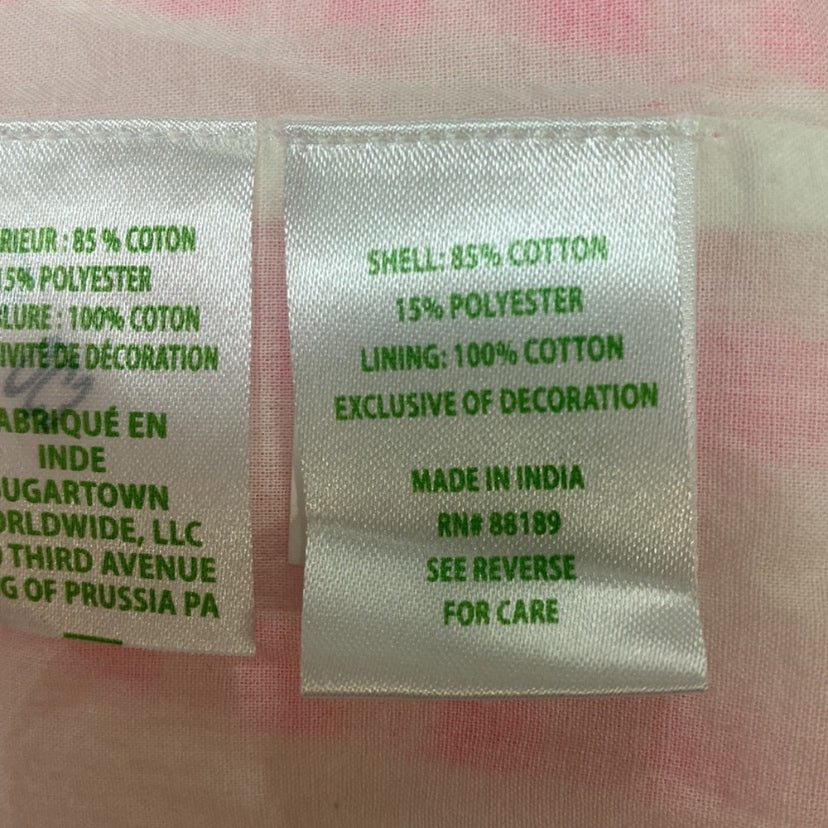 RIEUR : 85 % COTON
15% POLYESTER
LURE : 100% COTON
IVITÉ DE DÉCORATION
ABRIQUÉ EN
INDE
UGARTOWN
ORLDWIDE, LLC
THIRD AVENUE
G OF PRUSSIA PA
SHELL: 85% COTTON
15% POLYESTER
LINING: 100% COTTON
EXCLUSIVE OF DECORATION
MADE IN INDIA
RN# 88189
SEE REVERSE
FOR CARE